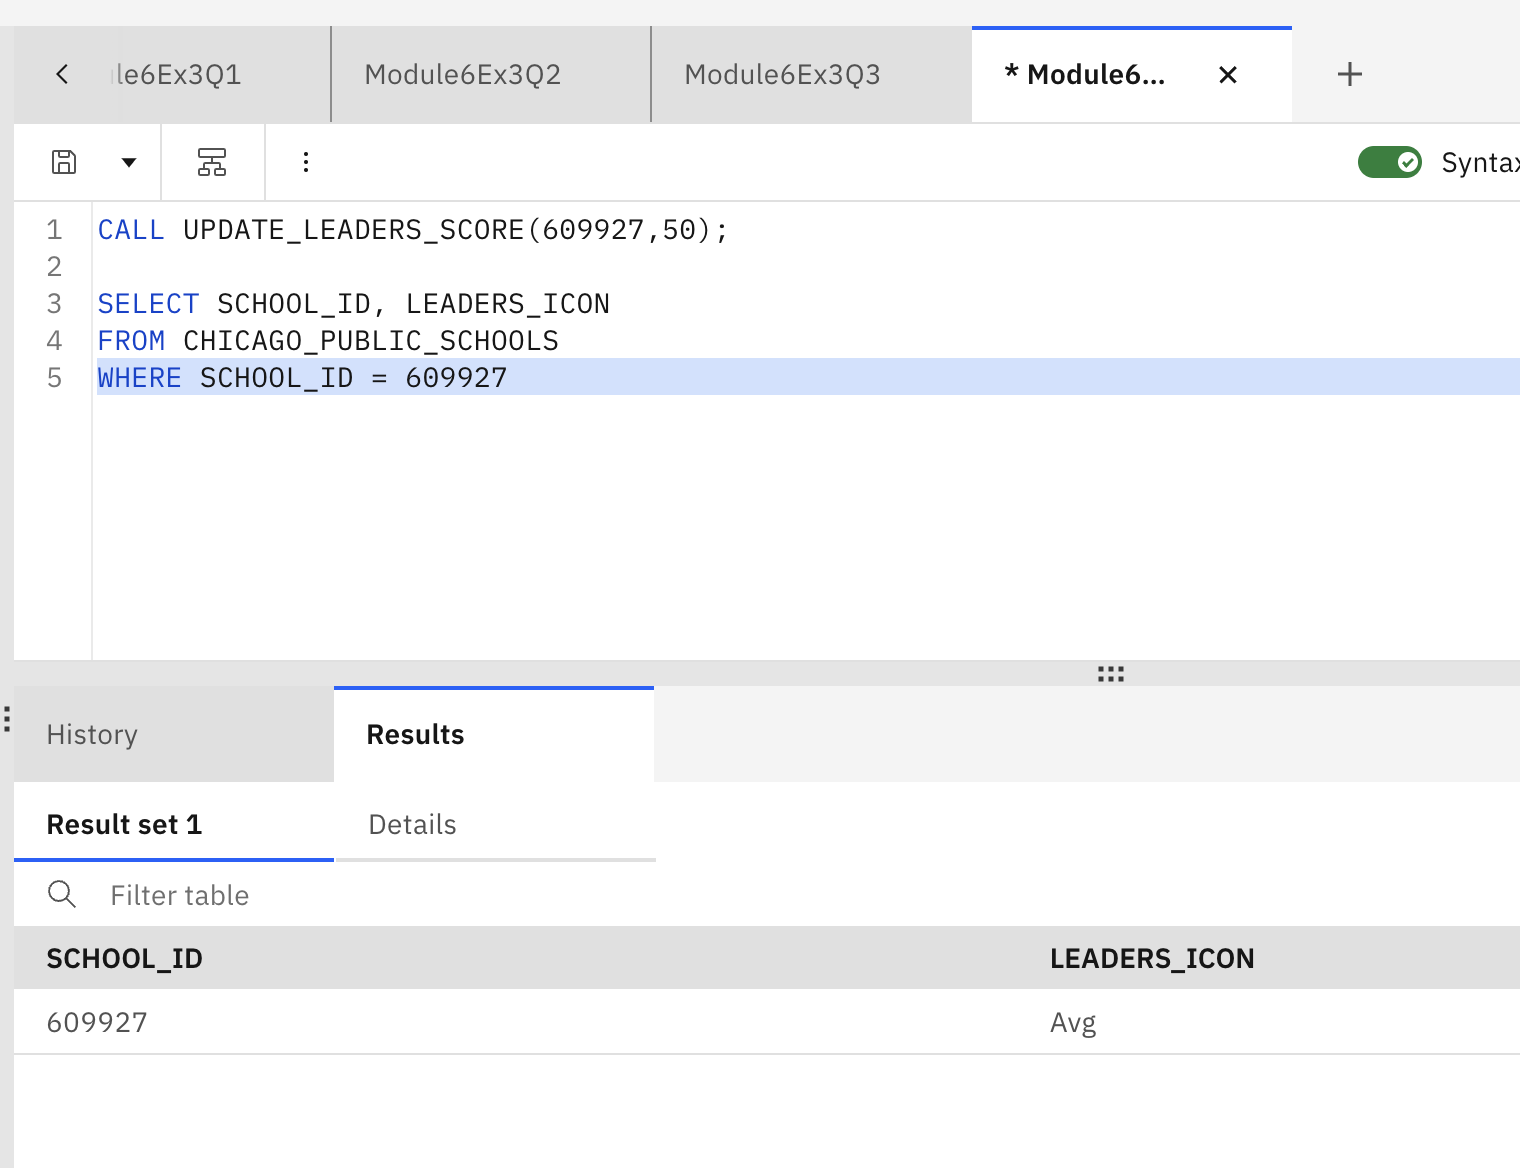 le6Ex3Q1 Module6Ex3Q2 Module6Ex3Q3 * Module6...
Syntax
1 CALL UPDATE_LEADERS_SCORE(609927,50);
2
3 SELECT SCHOOL_ID, LEADERS_ICON
4 FROM CHICAGO_PUBLIC_SCHOOLS
5 WHERE SCHOOL_ID = 609927
History Results
Result set 1 Details
Filter table
SCHOOL_ID LEADERS_ICON
609927 Avg